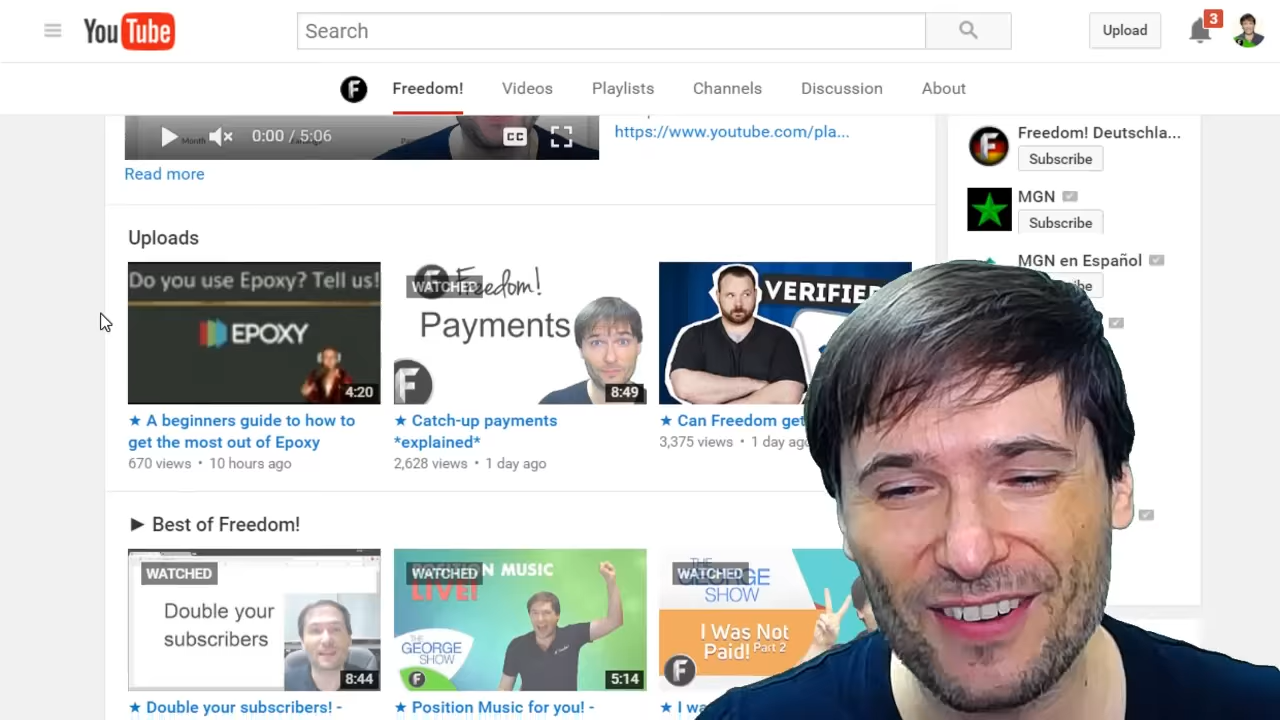 YouTube
Search
Upload
3
F
Freedom!
Videos
Playlists
Channels
Discussion
About
0:00 / 5:06
CC
https://www.youtube.com/pla...
Read more
Freedom! Deutschla...
Subscribe
MGN
Subscribe
MGN en Español
Uploads
Do you use Epoxy? Tell us!
EPOXY
4:20
WATCHED
Freedom!
Payments
F
8:49
VERIFIED
★ A beginners guide to how to
get the most out of Epoxy
670 views • 10 hours ago
★ Catch-up payments
*explained*
2,628 views • 1 day ago
★ Can Freedom get
3,375 views • 1 day ago
► Best of Freedom!
WATCHED
Double your
subscribers
8:44
WATCHED
POSITION MUSIC
LIVE!
THE
GEORGE
SHOW
F
5:14
WATCHED
THE
GEORGE
SHOW
I Was Not
Paid! Part 2
F
★ Double your subscribers! -
★ Position Music for you! -
★ I wa